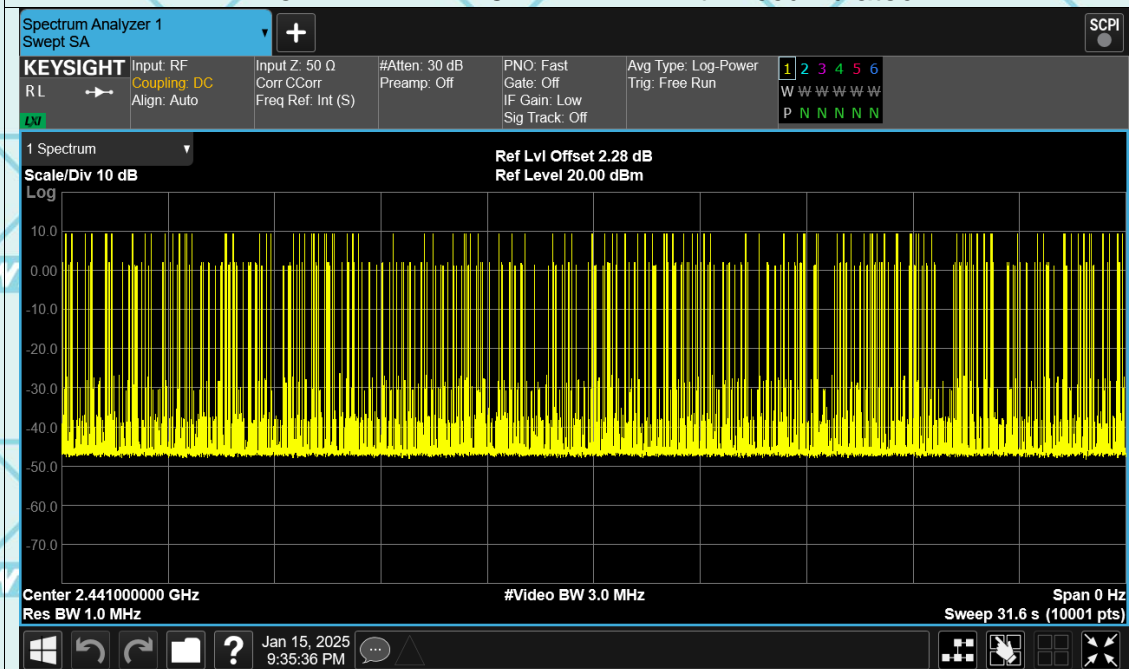 Spectrum Analyzer 1
Swept SA
SCPI
KEYSIGHT
RL
LXI
Input: RF
Coupling: DC
Align: Auto
Input Z: 50 Ω
Corr CCorr
Freq Ref: Int (S)
#Atten: 30 dB
Preamp: Off
PNO: Fast
Gate: Off
IF Gain: Low
Sig Track: Off
Avg Type: Log-Power
Trig: Free Run
1 2 3 4 5 6
W W W W W W
P N N N N N
1 Spectrum
Scale/Div 10 dB
Ref Lvl Offset 2.28 dB
Ref Level 20.00 dBm
Log
10.0
0.00
-10.0
-20.0
-30.0
-40.0
-50.0
-60.0
-70.0
Center 2.441000000 GHz
#Video BW 3.0 MHz
Span 0 Hz
Res BW 1.0 MHz
Sweep 31.6 s (10001 pts)
?
Jan 15, 2025
9:35:36 PM